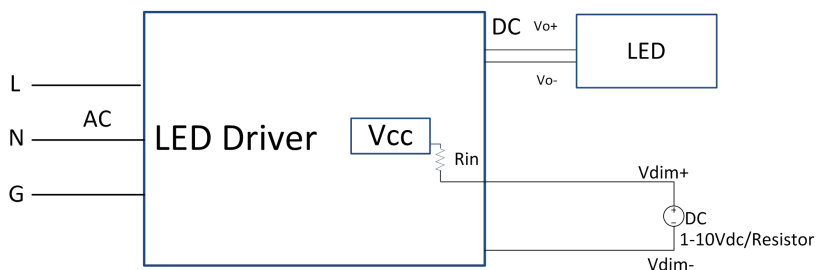 DC Vo+
LED
Vo-
L
AC
N
LED Driver
Vcc
Rin
G
Vdim+
+
DC
−
1-10Vdc/Resistor
Vdim-